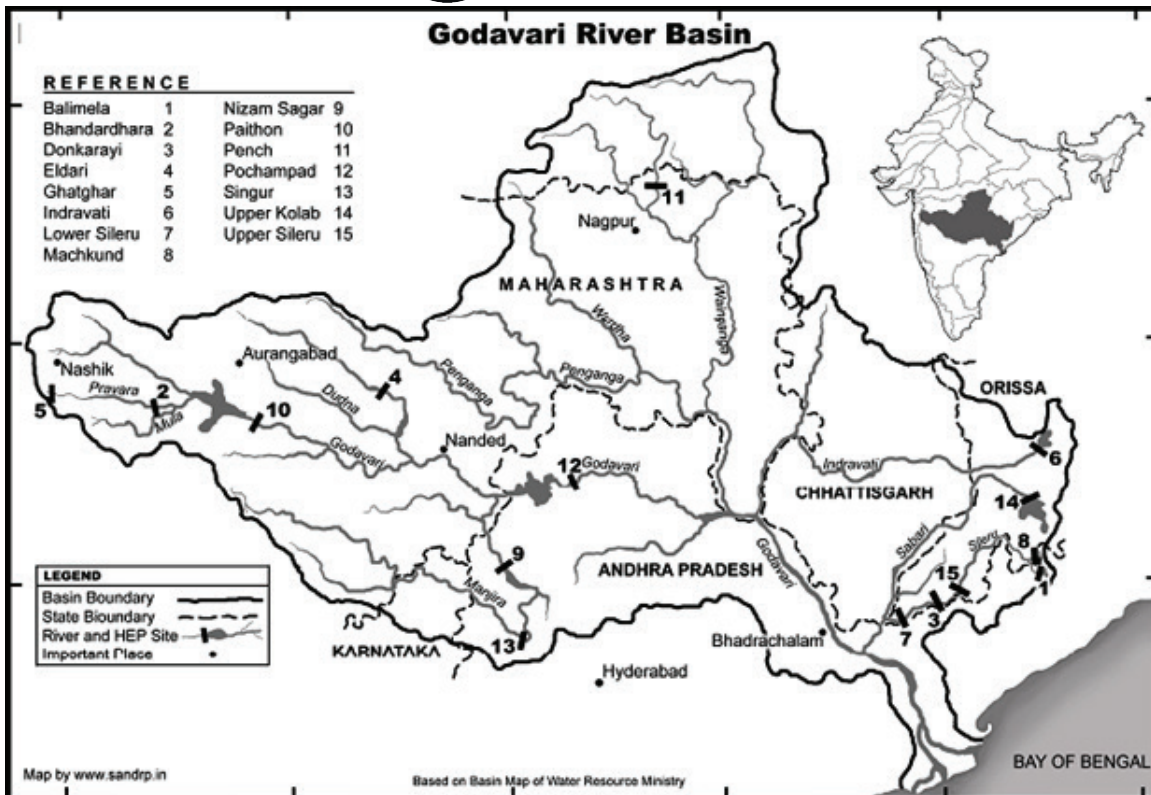 Godavari River Basin
REFERENCE
Balimela 1
Bhandardhara 2
Donkarayi 3
Eldari 4
Ghatghar 5
Indravati 6
Lower Sileru 7
Machkund 8
Nizam Sagar 9
Paithon 10
Pench 11
Pochampad 12
Singur 13
Upper Kolab 14
Upper Sileru 15
11
Nagpur
MAHARASHTRA
Wardha
Wainganga
Nashik
Aurangabad
Penganga
Penganga
4
Pravara
2
5
Mula
10
Dudna
ORISSA
Godavari
Nanded
6
12
Godavari
Indravati
CHHATTISGARH
14
Sabari
Sileru
8
9
ANDHRA PRADESH
Godavari
15
1
Manjira
3
7
13
KARNATAKA
Bhadrachalam
Hyderabad
LEGEND
Basin Boundary
State Bioundary
River and HEP Site
Important Place
BAY OF BENGAL
Map by www.sandrp.in
Based on Basin Map of Water Resource Ministry